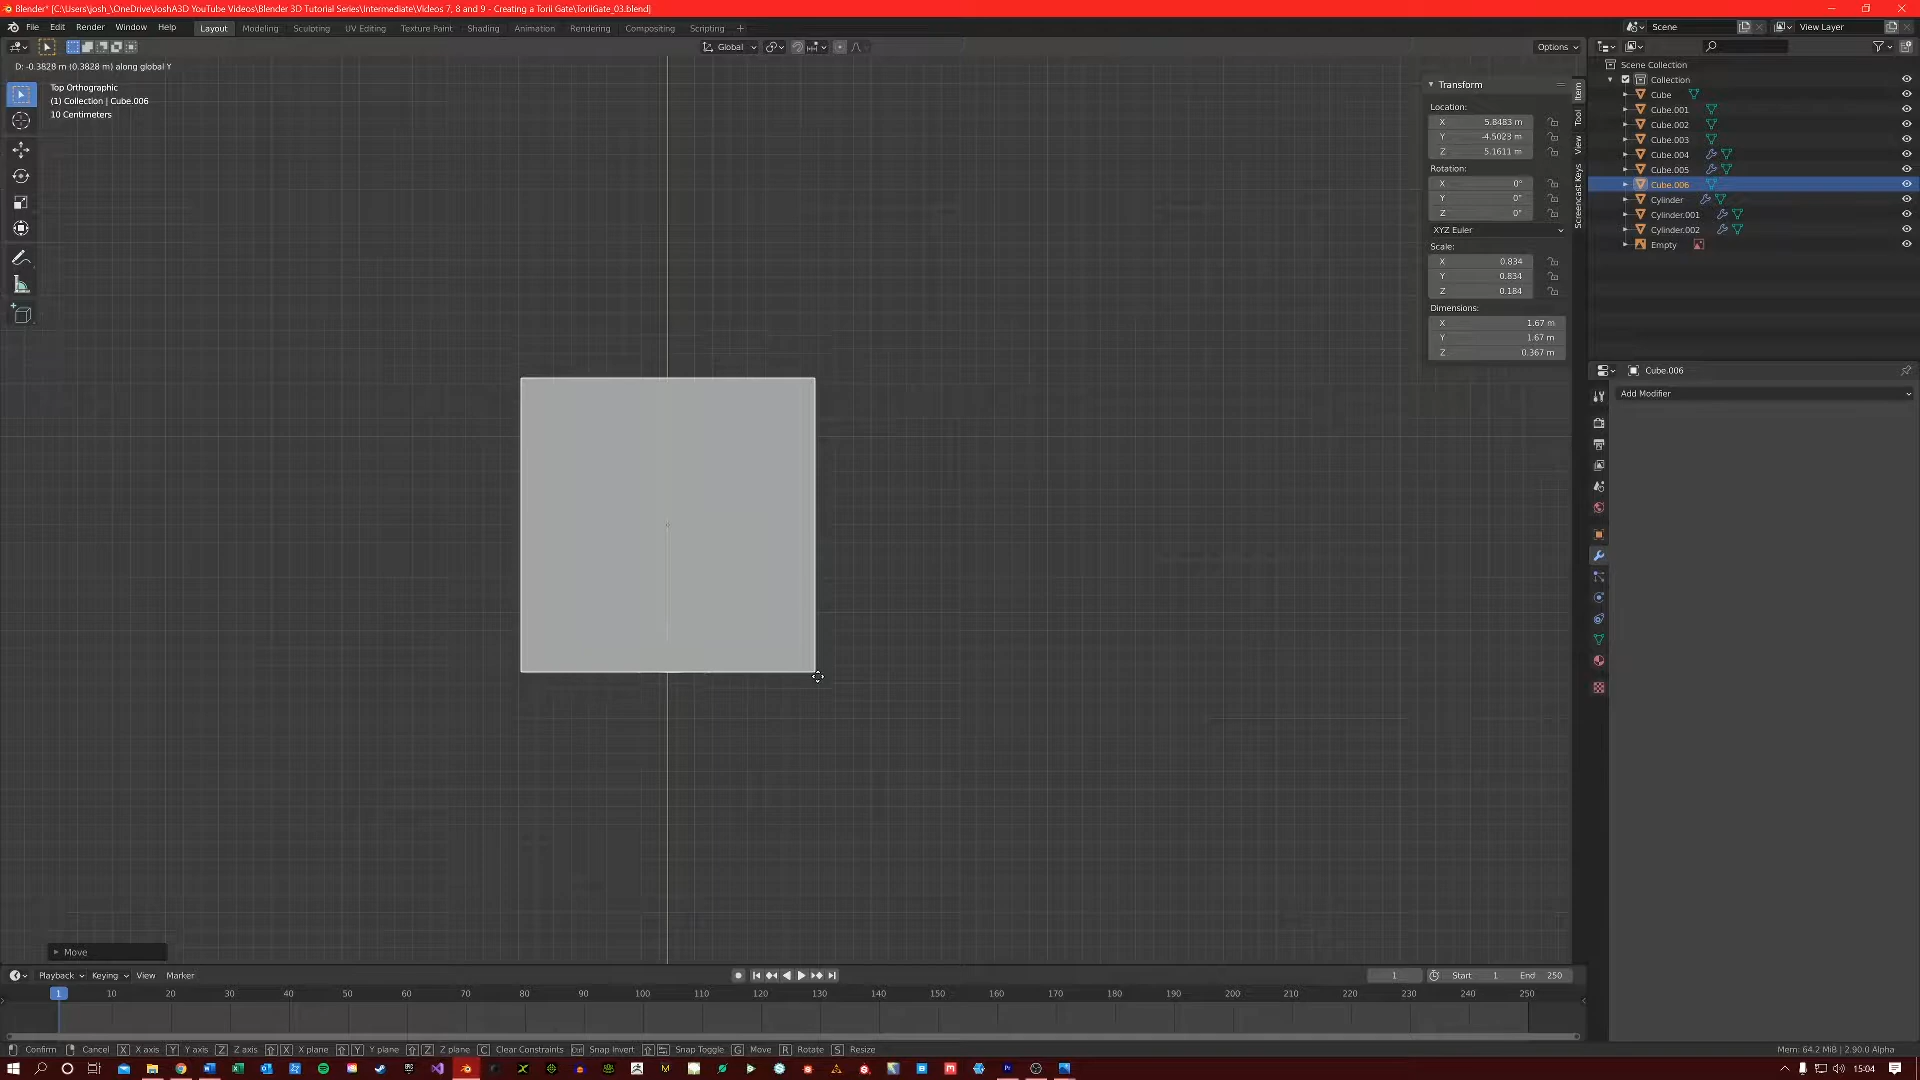 Blender* [C:\Users\josh_\OneDrive\JoshA3D YouTube Videos\Blender 3D Tutorial Series\Intermediate\Videos 7, 8 and 9 - Creating a Torii Gate\ToriiGate_03.blend]
File Edit Render Window Help Layout Modeling Sculpting UV Editing Texture Paint Shading Animation Rendering Compositing Scripting + Scene View Layer
Global Options
D: -0.3828 m (0.3828 m) along global Y
Top Orthographic
(1) Collection | Cube.006
10 Centimeters
Transform
Location:
X 5.8483 m
Y -4.5023 m
Z 5.1611 m
Rotation:
X 0°
Y 0°
Z 0°
XYZ Euler
Scale:
X 0.834
Y 0.834
Z 0.184
Dimensions:
X 1.67 m
Y 1.67 m
Z 0.367 m
Item
Tool
View
Screencast Keys
Scene Collection
Collection
Cube
Cube.001
Cube.002
Cube.003
Cube.004
Cube.005
Cube.006
Cylinder
Cylinder.001
Cylinder.002
Empty
Cube.006
Add Modifier
Move
Playback Keying View Marker 1 Start 1 End 250
1 10 20 30 40 50 60 70 80 90 100 110 120 130 140 150 160 170 180 190 200 210 220 230 240 250
Confirm Cancel X X axis Y Y axis Z Z axis X X plane Y Y plane Z Z plane C Clear Constraints Ctrl Snap Invert Snap Toggle G Move R Rotate S Resize Mem: 64.2 MiB | 2.90.0 Alpha
15:04